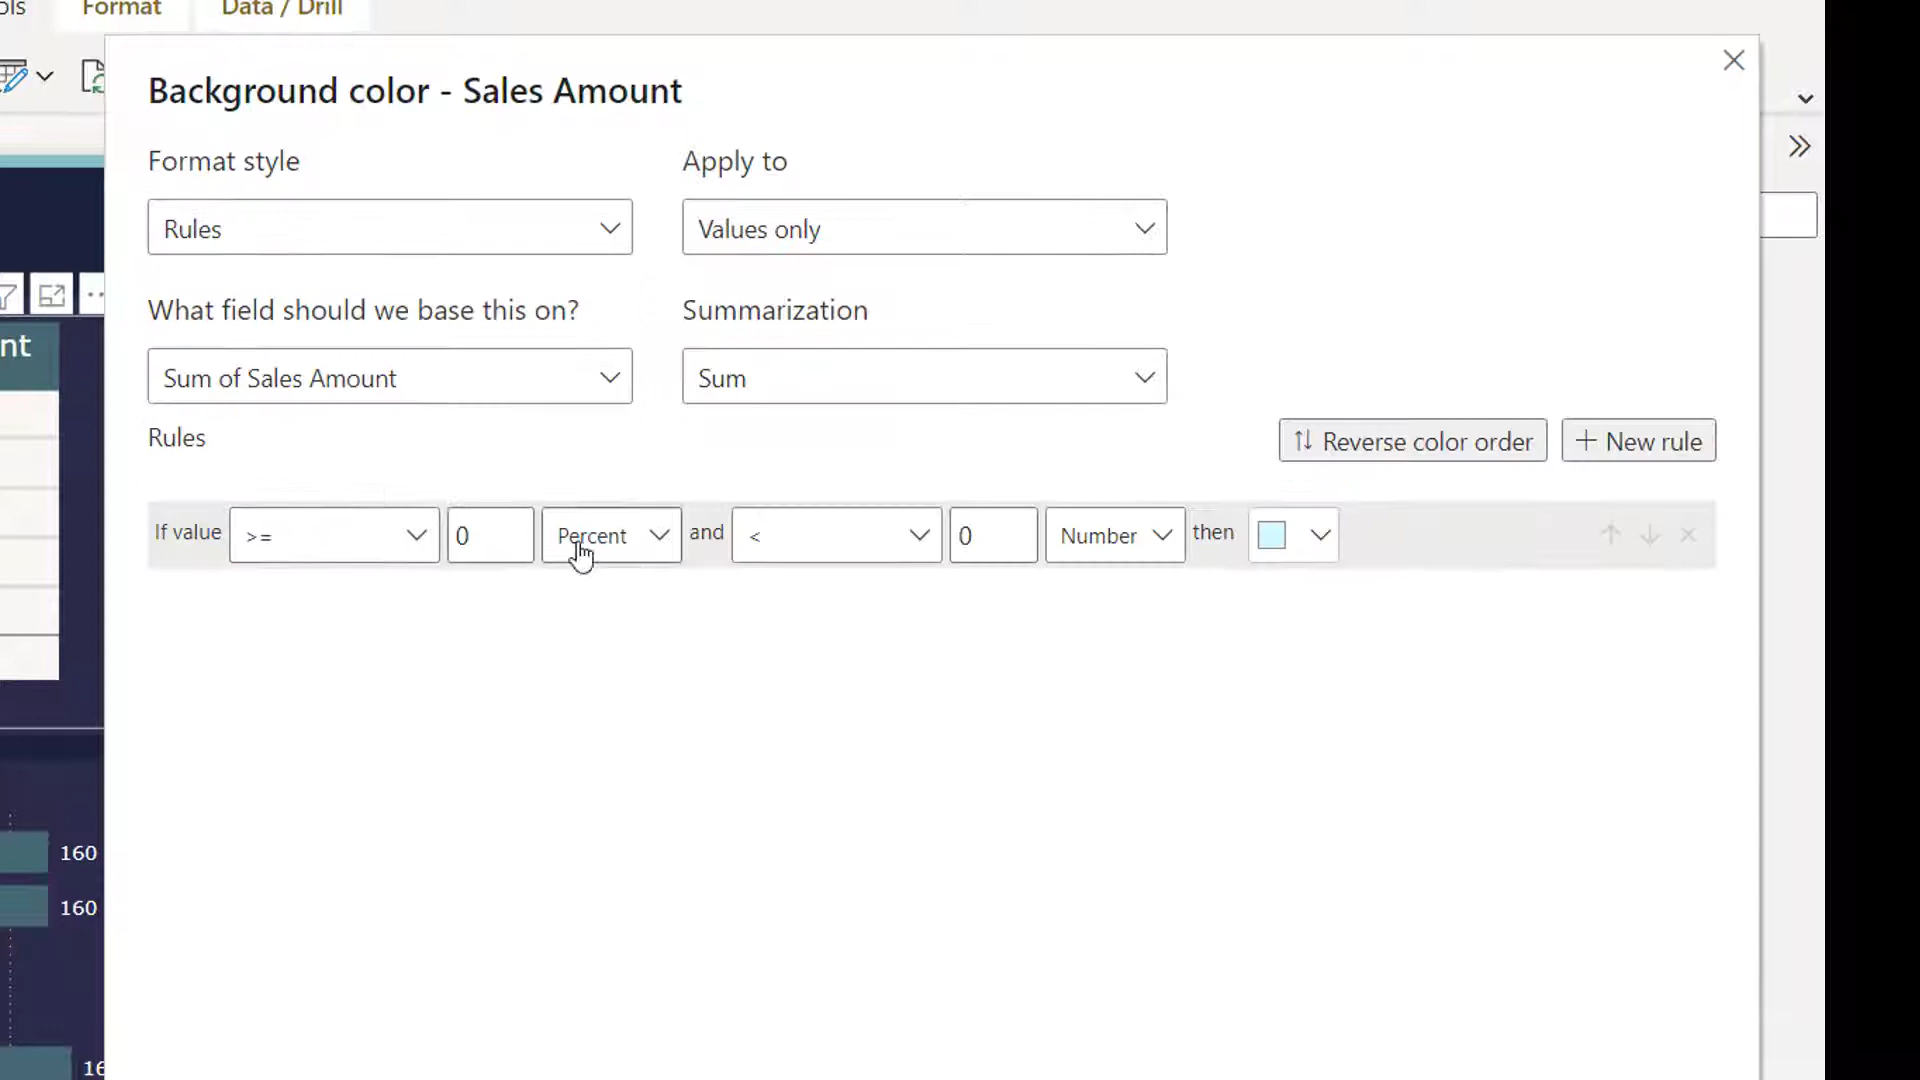 ols Format Data / Drill
Background color - Sales Amount
Format style Apply to
Rules Values only
What field should we base this on? Summarization
Sum of Sales Amount Sum
Rules Reverse color order New rule
If value >= 0 Percent and < 0 Number then
nt
160
160
16